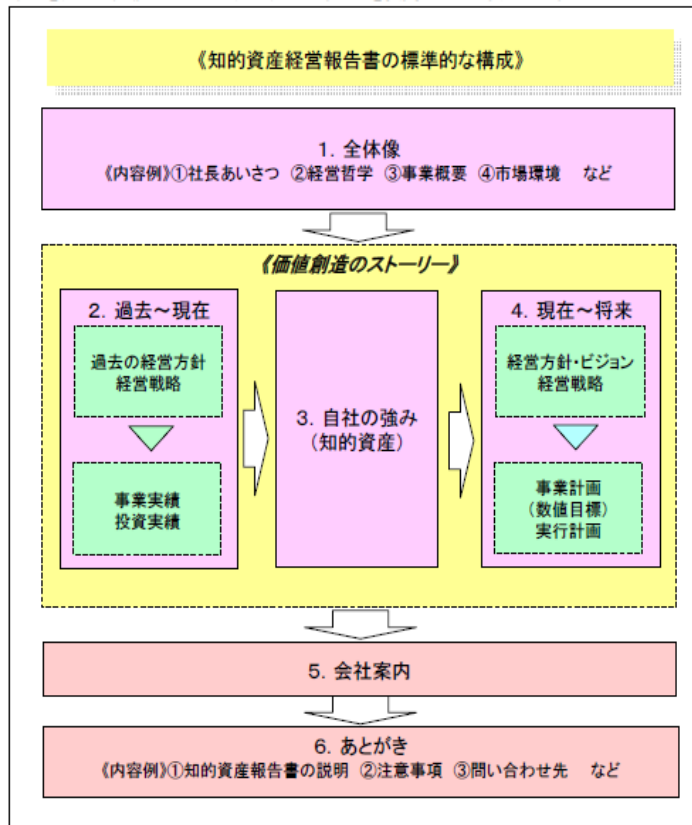 《知的資産経営報告書の標準的な構成》
1．全体像
《内容例》①社長あいさつ ②経営哲学 ③事業概要 ④市場環境 など
《価値創造のストーリー》
2．過去～現在
過去の経営方針
経営戦略
事業実績
投資実績
3．自社の強み
（知的資産）
4．現在～将来
経営方針・ビジョン
経営戦略
事業計画
（数値目標）
実行計画
5．会社案内
6．あとがき
《内容例》①知的資産報告書の説明 ②注意事項 ③問い合わせ先 など